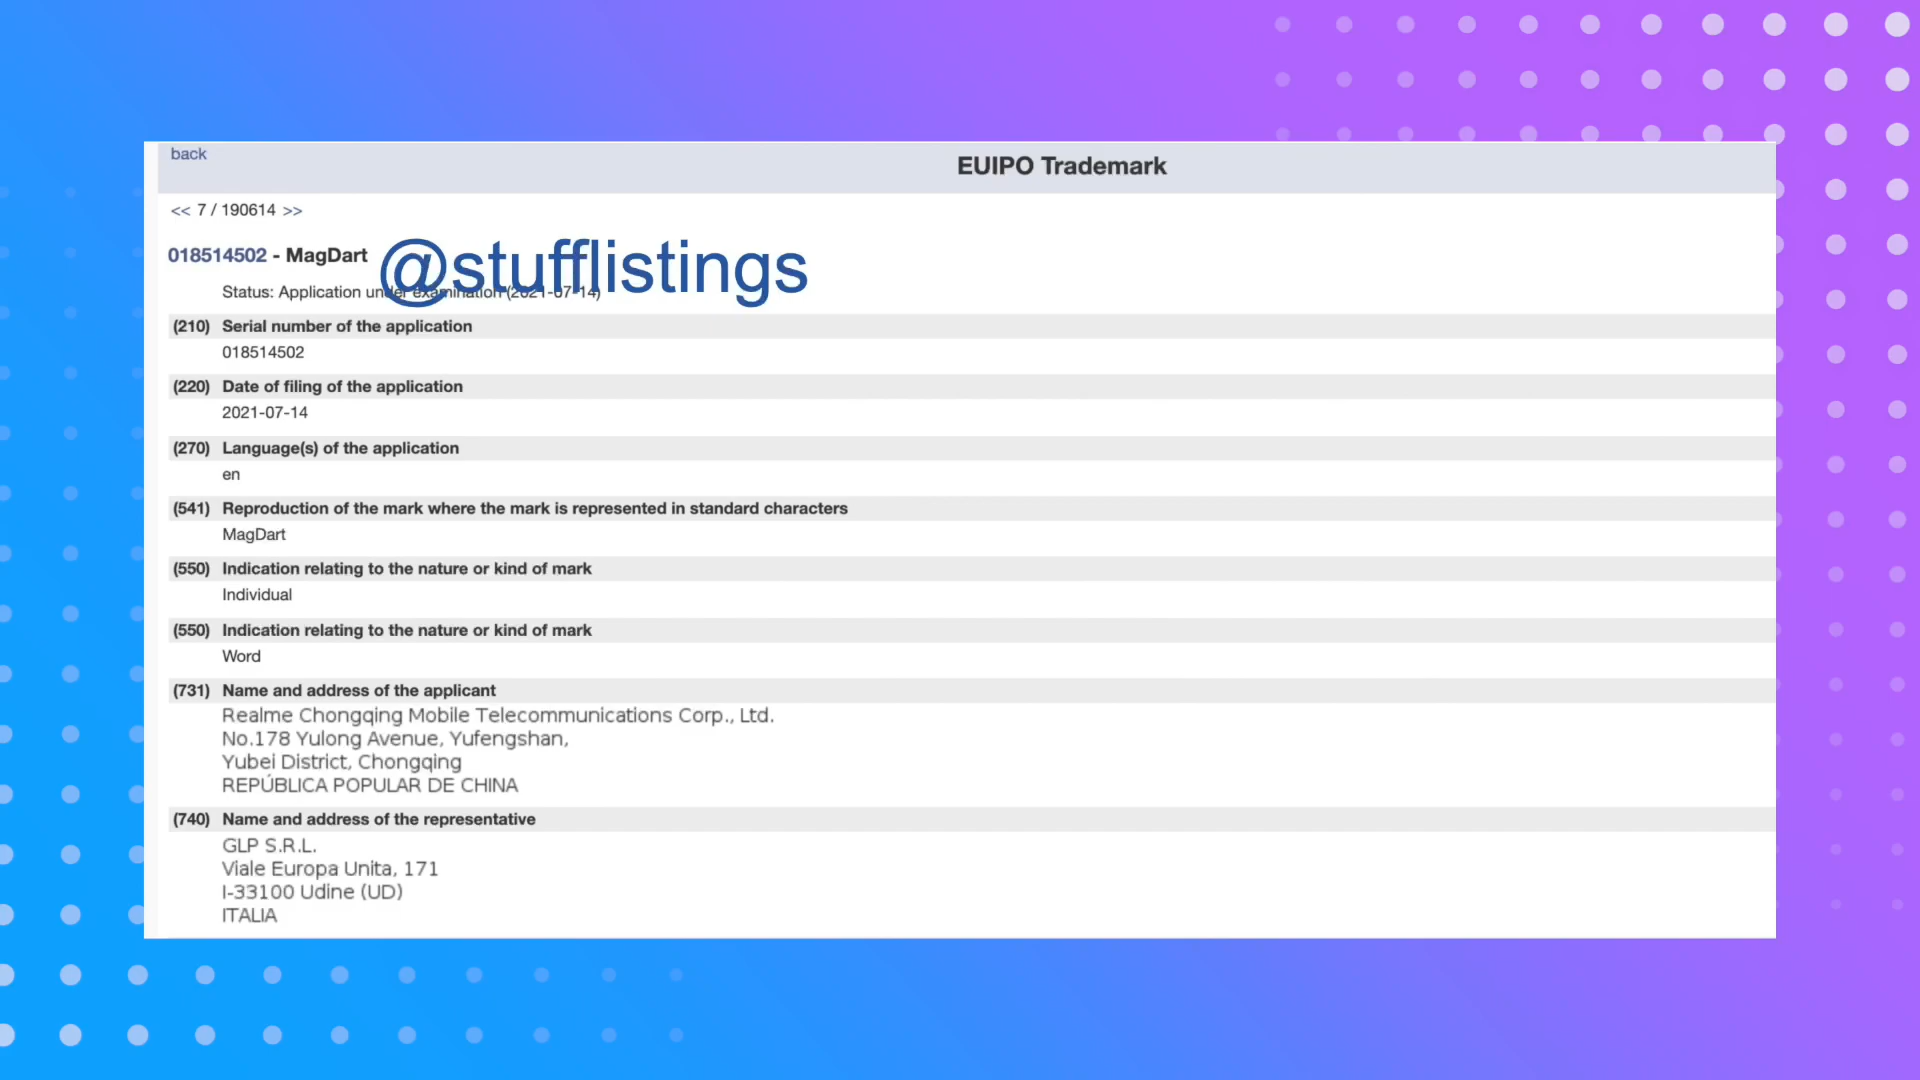 back
EUIPO Trademark
<< 7 / 190614 >>
018514502 - MagDart
@stufflistings
Status: Application under examination (2021-07-14)
(210) Serial number of the application
018514502
(220) Date of filing of the application
2021-07-14
(270) Language(s) of the application
en
(541) Reproduction of the mark where the mark is represented in standard characters
MagDart
(550) Indication relating to the nature or kind of mark
Individual
(550) Indication relating to the nature or kind of mark
Word
(731) Name and address of the applicant
Realme Chongqing Mobile Telecommunications Corp., Ltd.
No.178 Yulong Avenue, Yufengshan,
Yubei District, Chongqing
REPÚBLICA POPULAR DE CHINA
(740) Name and address of the representative
GLP S.R.L.
Viale Europa Unita, 171
I-33100 Udine (UD)
ITALIA